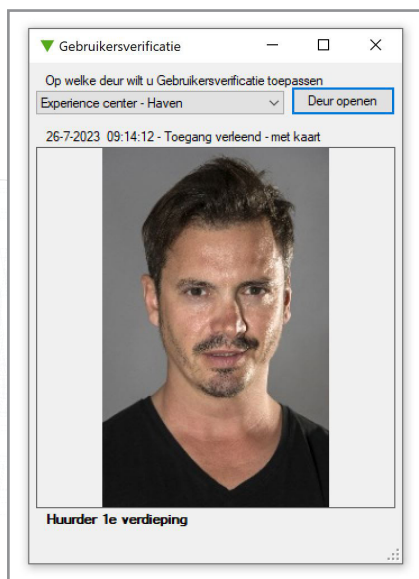 Gebruikersverificatie
Op welke deur wilt u Gebruikersverificatie toepassen
Experience center - Haven
Deur openen
26-7-2023 09:14:12 - Toegang verleend - met kaart
Huurder 1e verdieping